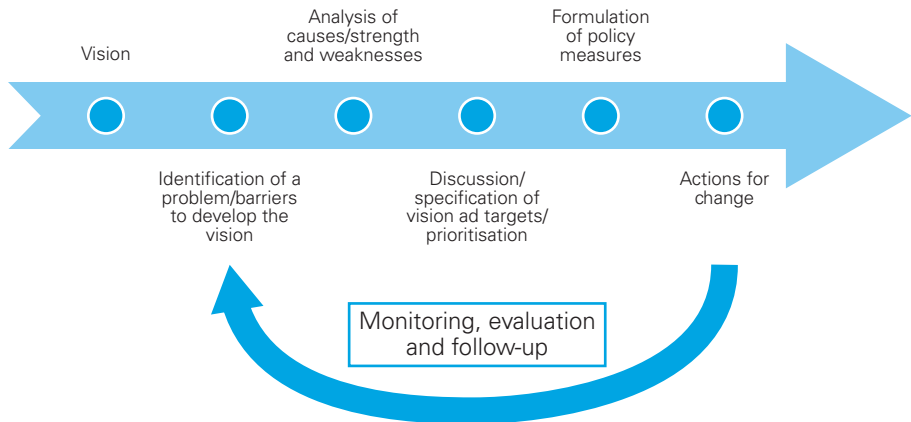 Vision
Identification of a
problem/barriers
to develop the
vision
Analysis of
causes/strength
and weaknesses
Discussion/
specification of
vision ad targets/
prioritisation
Formulation
of policy
measures
Actions for
change
Monitoring, evaluation
and follow-up